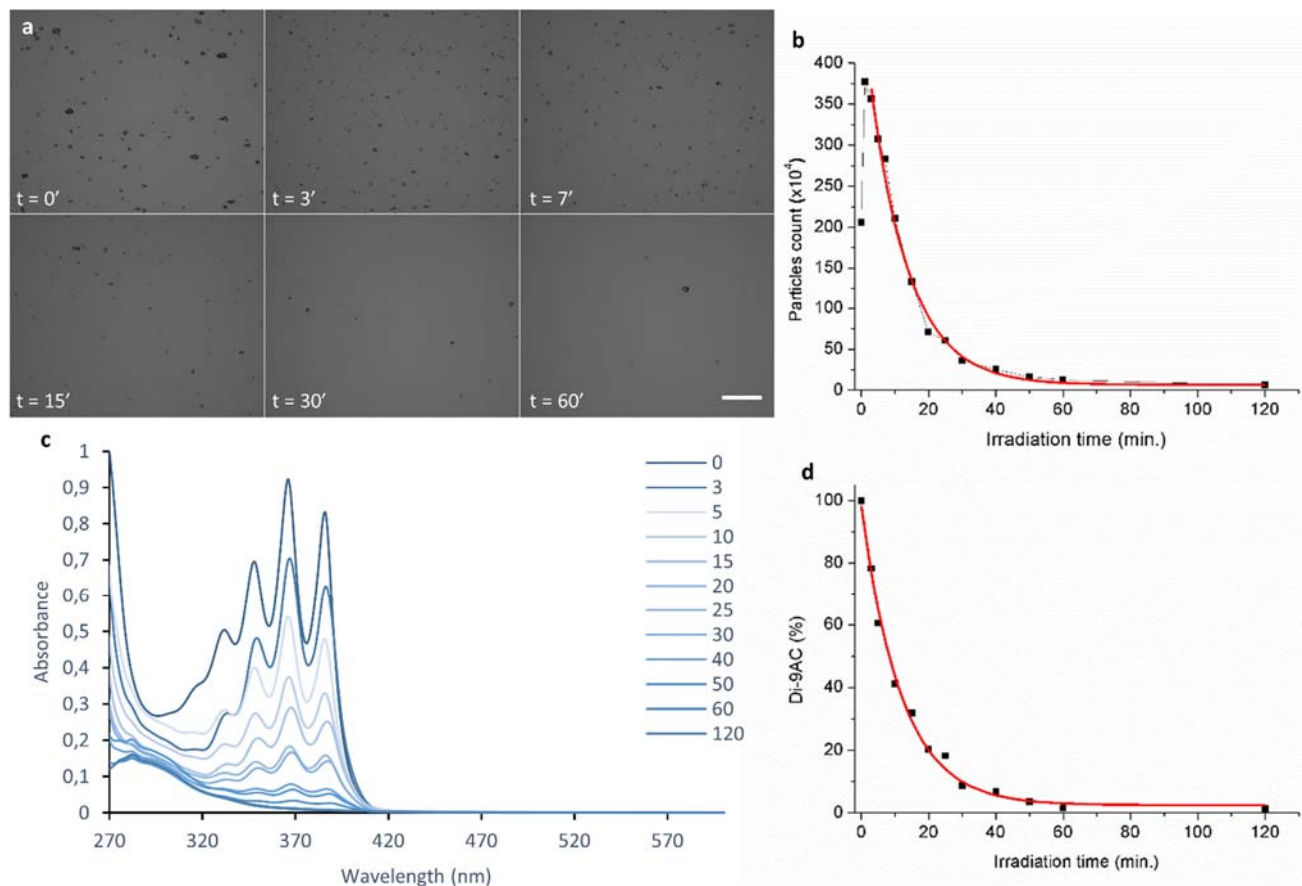 a
t = 0′
t = 3′
t = 7′
t = 15′
t = 30′
t = 60′
b
400
350
300
250
200
150
100
50
0
Particles count (x10⁴)
0 20 40 60 80 100 120
Irradiation time (min.)
c
1
0,9
0,8
0,7
0,6
0,5
0,4
0,3
0,2
0,1
0
Absorbance
270 320 370 420 470 520 570
Wavelength (nm)
0
3
5
10
15
20
25
30
40
50
60
120
d
100
80
60
40
20
0
Di-9AC (%)
0 20 40 60 80 100 120
Irradiation time (min.)